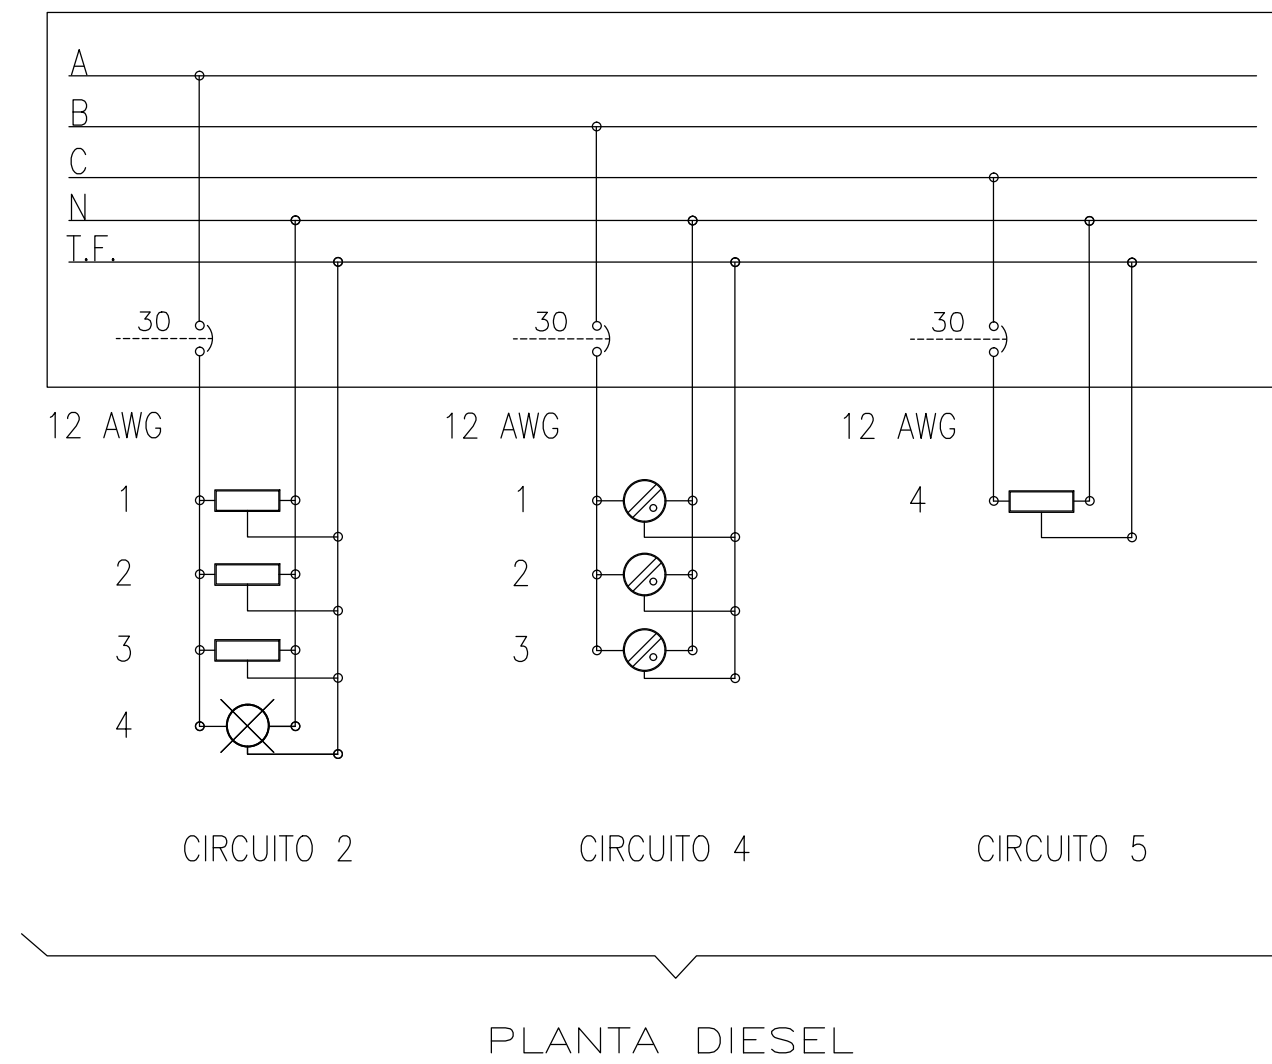 A
B
C
N
T.F.
30 30 30
12 AWG 12 AWG 12 AWG
1 1 4
2 2
3 3
4
CIRCUITO 2 CIRCUITO 4 CIRCUITO 5
PLANTA DIESEL